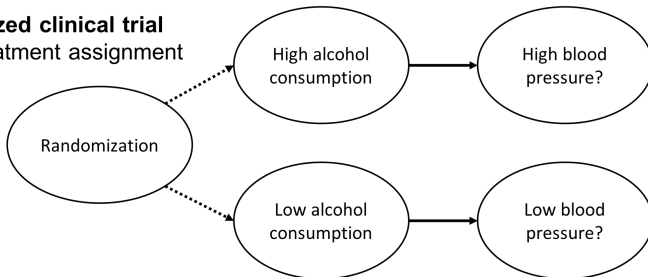 zed clinical trial
atment assignment
High alcohol
consumption
High blood
pressure?
Randomization
Low alcohol
consumption
Low blood
pressure?